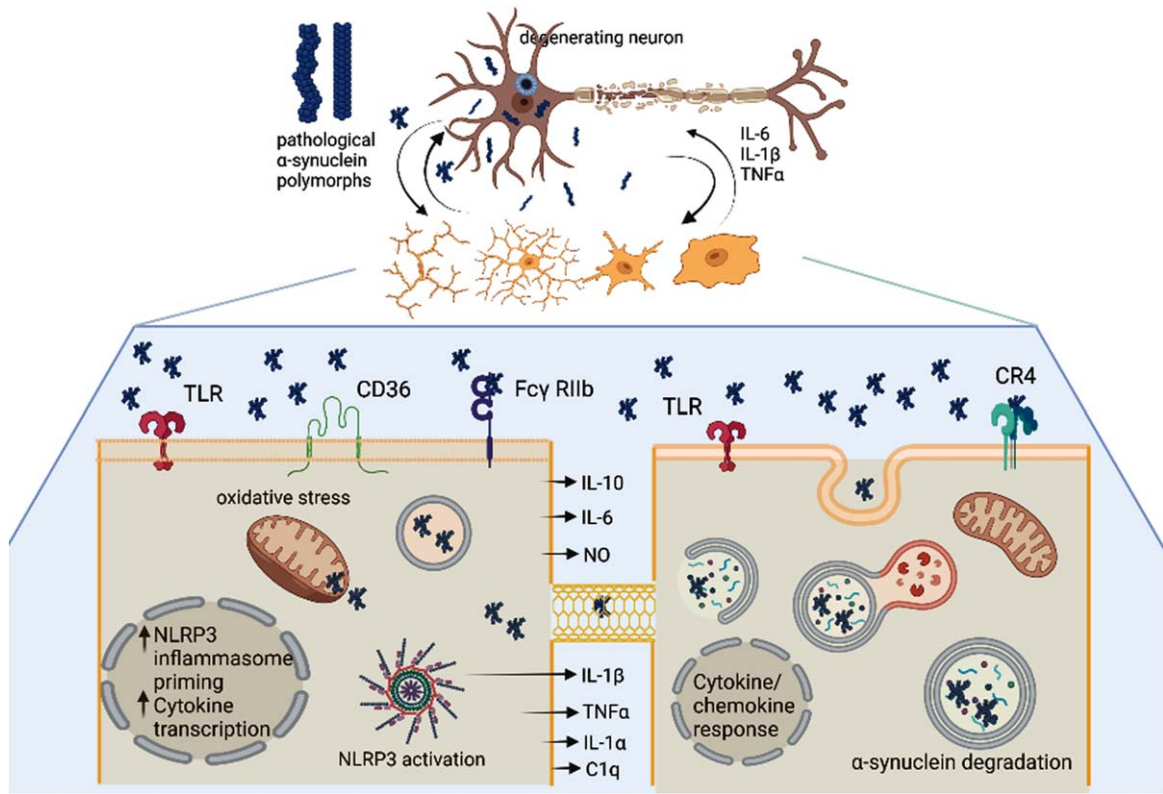 degenerating neuron
pathological
α-synuclein
polymorphs
IL-6
IL-1β
TNFα
TLR
CD36
Fcγ RIIb
TLR
CR4
oxidative stress
IL-10
IL-6
NO
NLRP3
inflammasome
priming
Cytokine
transcription
NLRP3 activation
IL-1β
TNFα
IL-1α
C1q
Cytokine/
chemokine
response
α-synuclein degradation